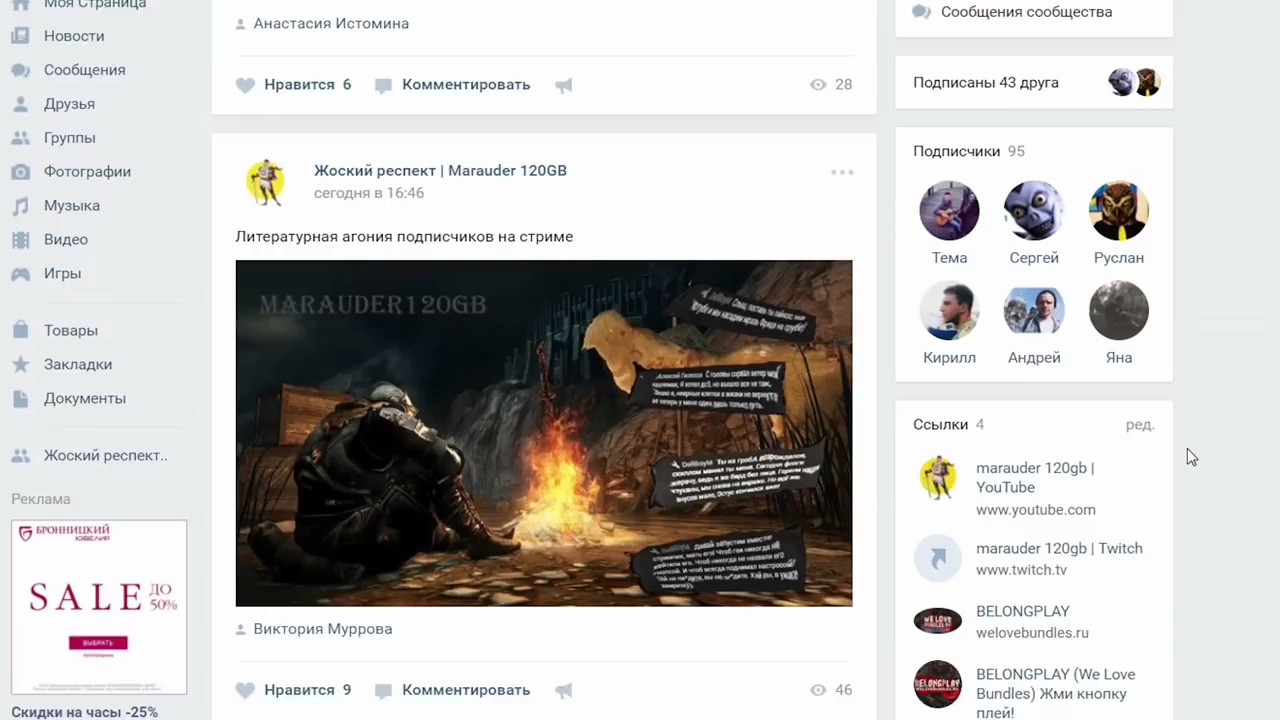 Моя Страница
Новости
Сообщения
Друзья
Группы
Фотографии
Музыка
Видео
Игры
Товары
Закладки
Документы
Жоский респект..
Реклама
БРОННИЦКИЙ
ЮВЕЛИР
SALE ДО 50%
ВЫБРАТЬ
Скидки на часы -25%
Анастасия Истомина
Нравится 6 Комментировать 28
Жоский респект | Marauder 120GB
сегодня в 16:46
Литературная агония подписчиков на стриме
MARAUDER120GB
Виктория Муррова
Нравится 9 Комментировать 46
Сообщения сообщества
Подписаны 43 друга
Подписчики 95
Тема Сергей Руслан
Кирилл Андрей Яна
Ссылки 4 ред.
marauder 120gb |
YouTube
www.youtube.com
marauder 120gb | Twitch
www.twitch.tv
BELONGPLAY
welovebundles.ru
BELONGPLAY (We Love
Bundles) Жми кнопку
плей!